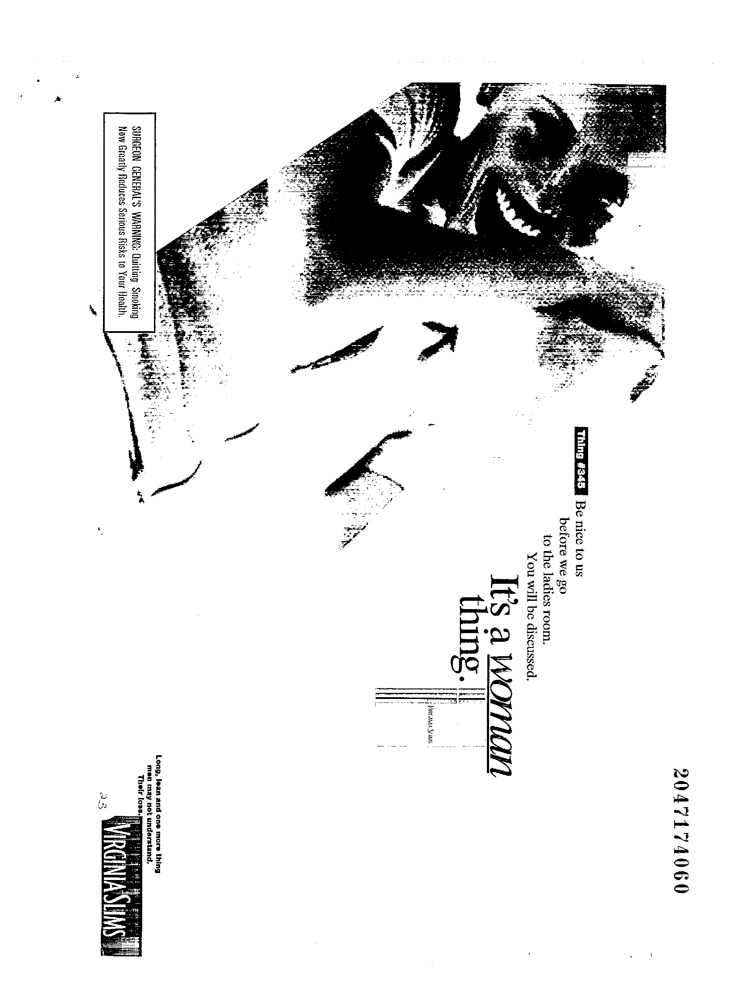 2047174060
Thing #345 Be nice to us
before we go
to the ladies room.
You will be discussed.
It's a woman
thing.
VIRGINIA SLIMS
SURGEON GENERAL'S WARNING: Quitting Smoking
Now Greatly Reduces Serious Risks to Your Health.
Long, lean and one more thing
men may not understand.
Their loss.
VIRGINIA SLIMS
23